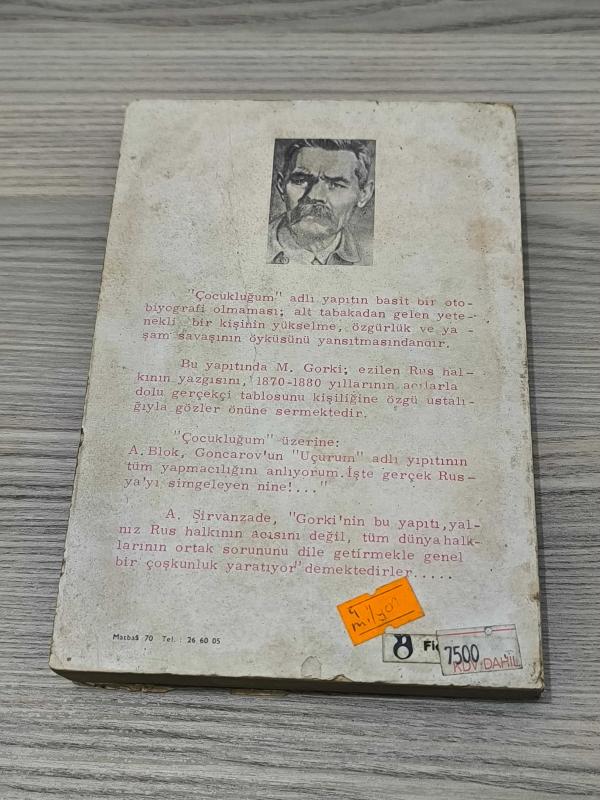 "Çocukluğum" adlı yapıtın basit bir oto-
biyografi olmaması; alt tabakadan gelen yete-
nekli bir kişinin yükselme, özgürlük ve ya -
şam savaşının öyküsünü yansıtmasındandır.
Bu yapıtında M. Gorki; ezilen Rus hal-
kının yazgısını, 1870-1880 yıllarının acılarla
dolu gerçekçi tablosunu kişiliğine özgü ustalı-
ğıyla gözler önüne sermektedir.
"Çocukluğum" üzerine:
A. Blok, Goncarov'un "Uçurum" adlı yıpıtının
tüm yapmacılığını anlıyorum. İşte gerçek Rus-
ya'yı simgeleyen nine!..."
A. Şirvanzade, "Gorki'nin bu yapıtı, yal-
nız Rus halkının acısını değil, tüm dünya halk-
larının ortak sorununu dile getirmekle genel
bir çoşkunluk yaratıyor" demektedirler.....
Matbaş 70 Tel. : 26 60 05
7500
KDV DAHİL